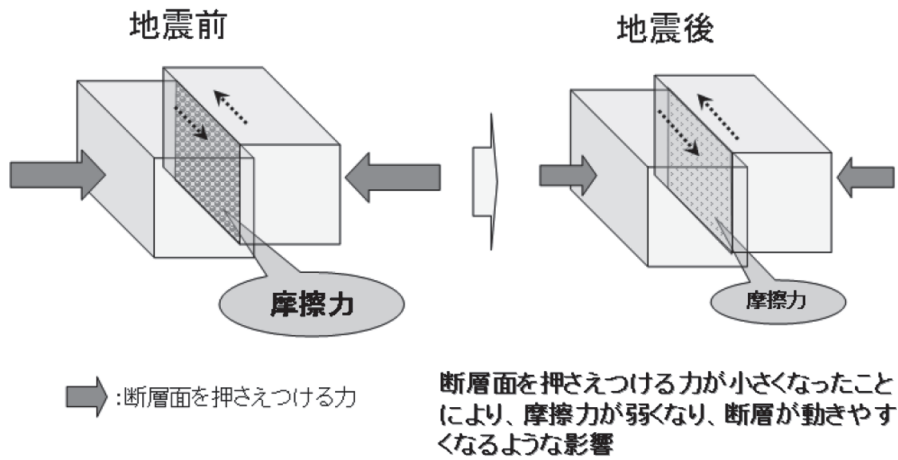 地震前
地震後
摩擦力
摩擦力
:断層面を押さえつける力
断層面を押さえつける力が小さくなったこと
により、摩擦力が弱くなり、断層が動きやす
くなるような影響